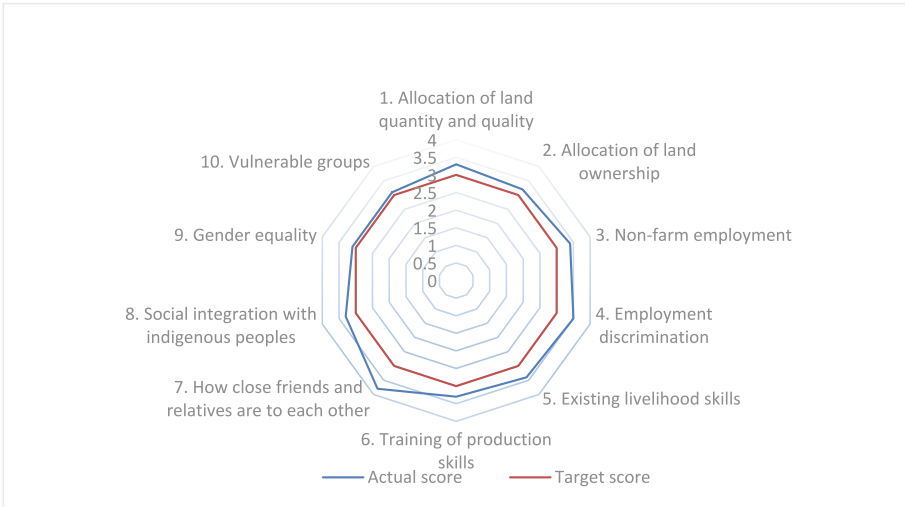 1. Allocation of land
quantity and quality
2. Allocation of land
ownership
3. Non-farm employment
4. Employment
discrimination
5. Existing livelihood skills
6. Training of production
skills
7. How close friends and
relatives are to each other
8. Social integration with
indigenous peoples
9. Gender equality
10. Vulnerable groups
4
3.5
3
2.5
2
1.5
1
0.5
0
Actual score
Target score